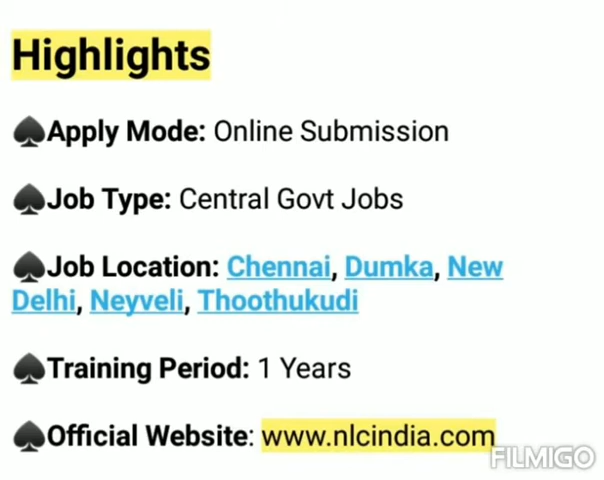 Highlights
♠Apply Mode: Online Submission
♠Job Type: Central Govt Jobs
♠Job Location: Chennai, Dumka, New
Delhi, Neyveli, Thoothukudi
♠Training Period: 1 Years
♠Official Website: www.nlcindia.com
FILMIGO